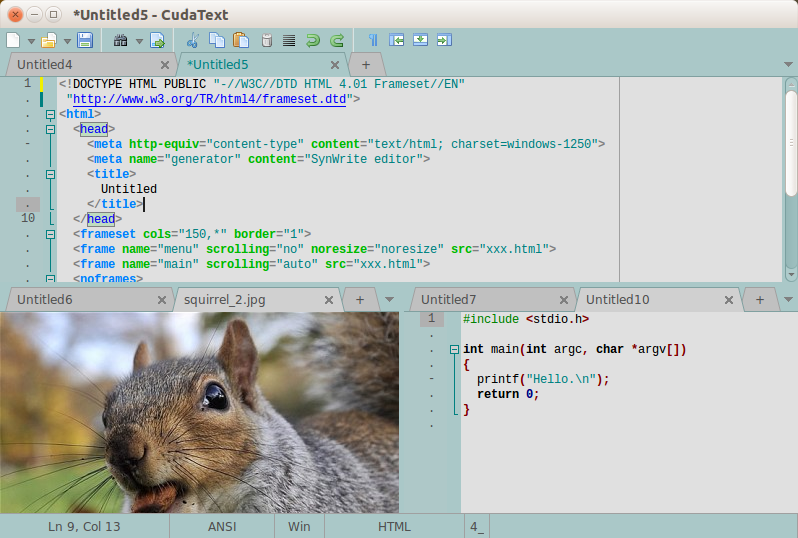 *Untitled5 - CudaText
Untitled4
*Untitled5
+
1 <!DOCTYPE HTML PUBLIC "-//W3C//DTD HTML 4.01 Frameset//EN"
"http://www.w3.org/TR/html4/frameset.dtd">
<html>
<head>
<meta http-equiv="content-type" content="text/html; charset=windows-1250">
<meta name="generator" content="SynWrite editor">
<title>
Untitled
</title>
10 </head>
<frameset cols="150,*" border="1">
<frame name="menu" scrolling="no" noresize="noresize" src="xxx.html">
<frame name="main" scrolling="auto" src="xxx.html">
<noframes>
Untitled6
squirrel_2.jpg
+
Untitled7
Untitled10
+
1 #include <stdio.h>
int main(int argc, char *argv[])
{
printf("Hello.\n");
return 0;
}
Ln 9, Col 13
ANSI
Win
HTML
4_